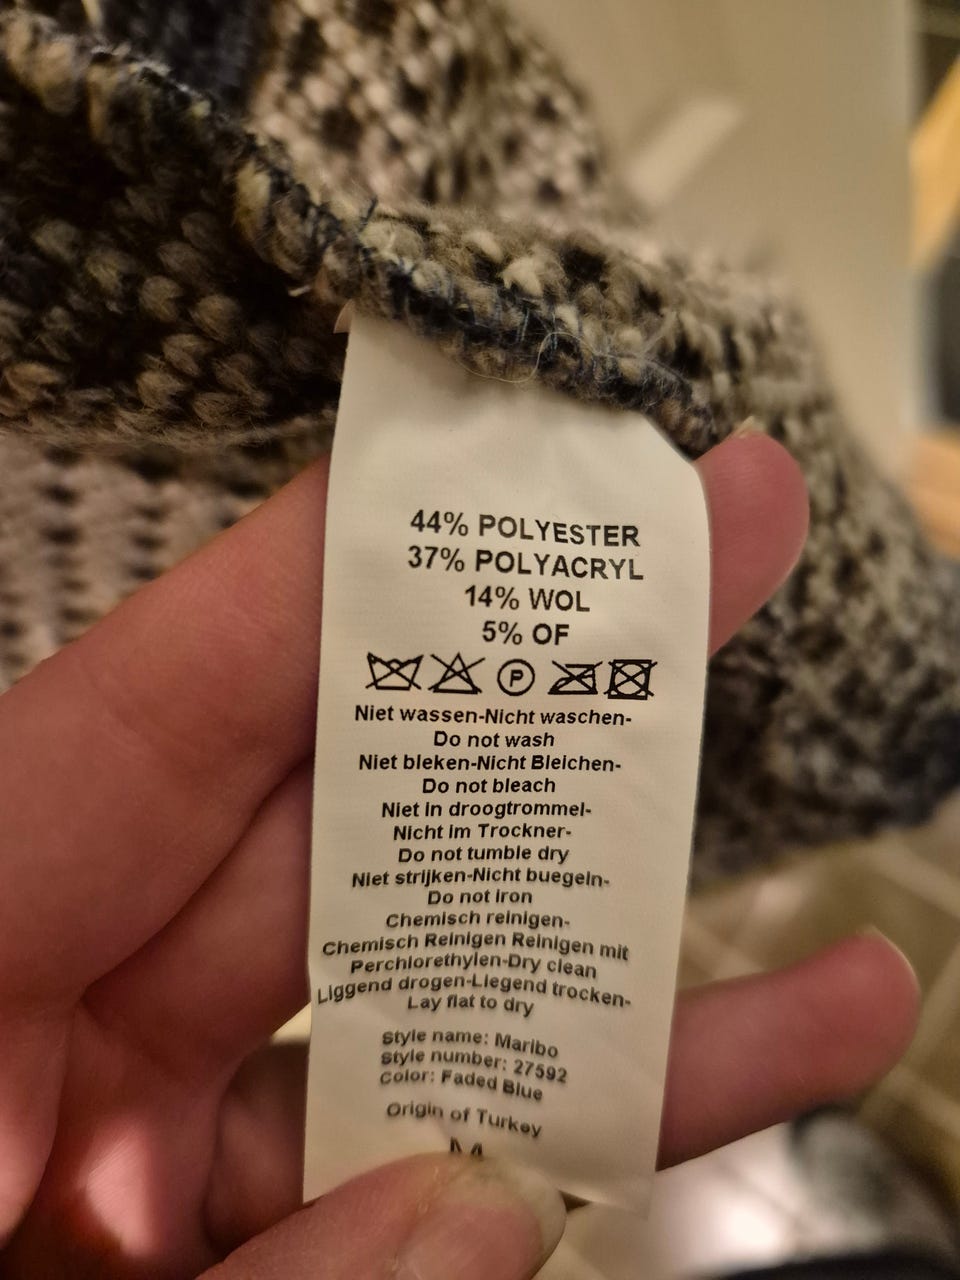 44% POLYESTER
37% POLYACRYL
14% WOL
5% OF
P
Niet wassen-Nicht waschen-
Do not wash
Niet bleken-Nicht Bleichen-
Do not bleach
Niet in droogtrommel-
Nicht im Trockner-
Do not tumble dry
Niet strijken-Nicht buegeln-
Do not iron
Chemisch reinigen-
Chemisch Reinigen Reinigen mit
Perchlorethylen-Dry clean
Liggend drogen-Liegend trocken-
Lay flat to dry
Style name: Maribo
Style number: 27592
Color: Faded Blue
Origin of Turkey
M